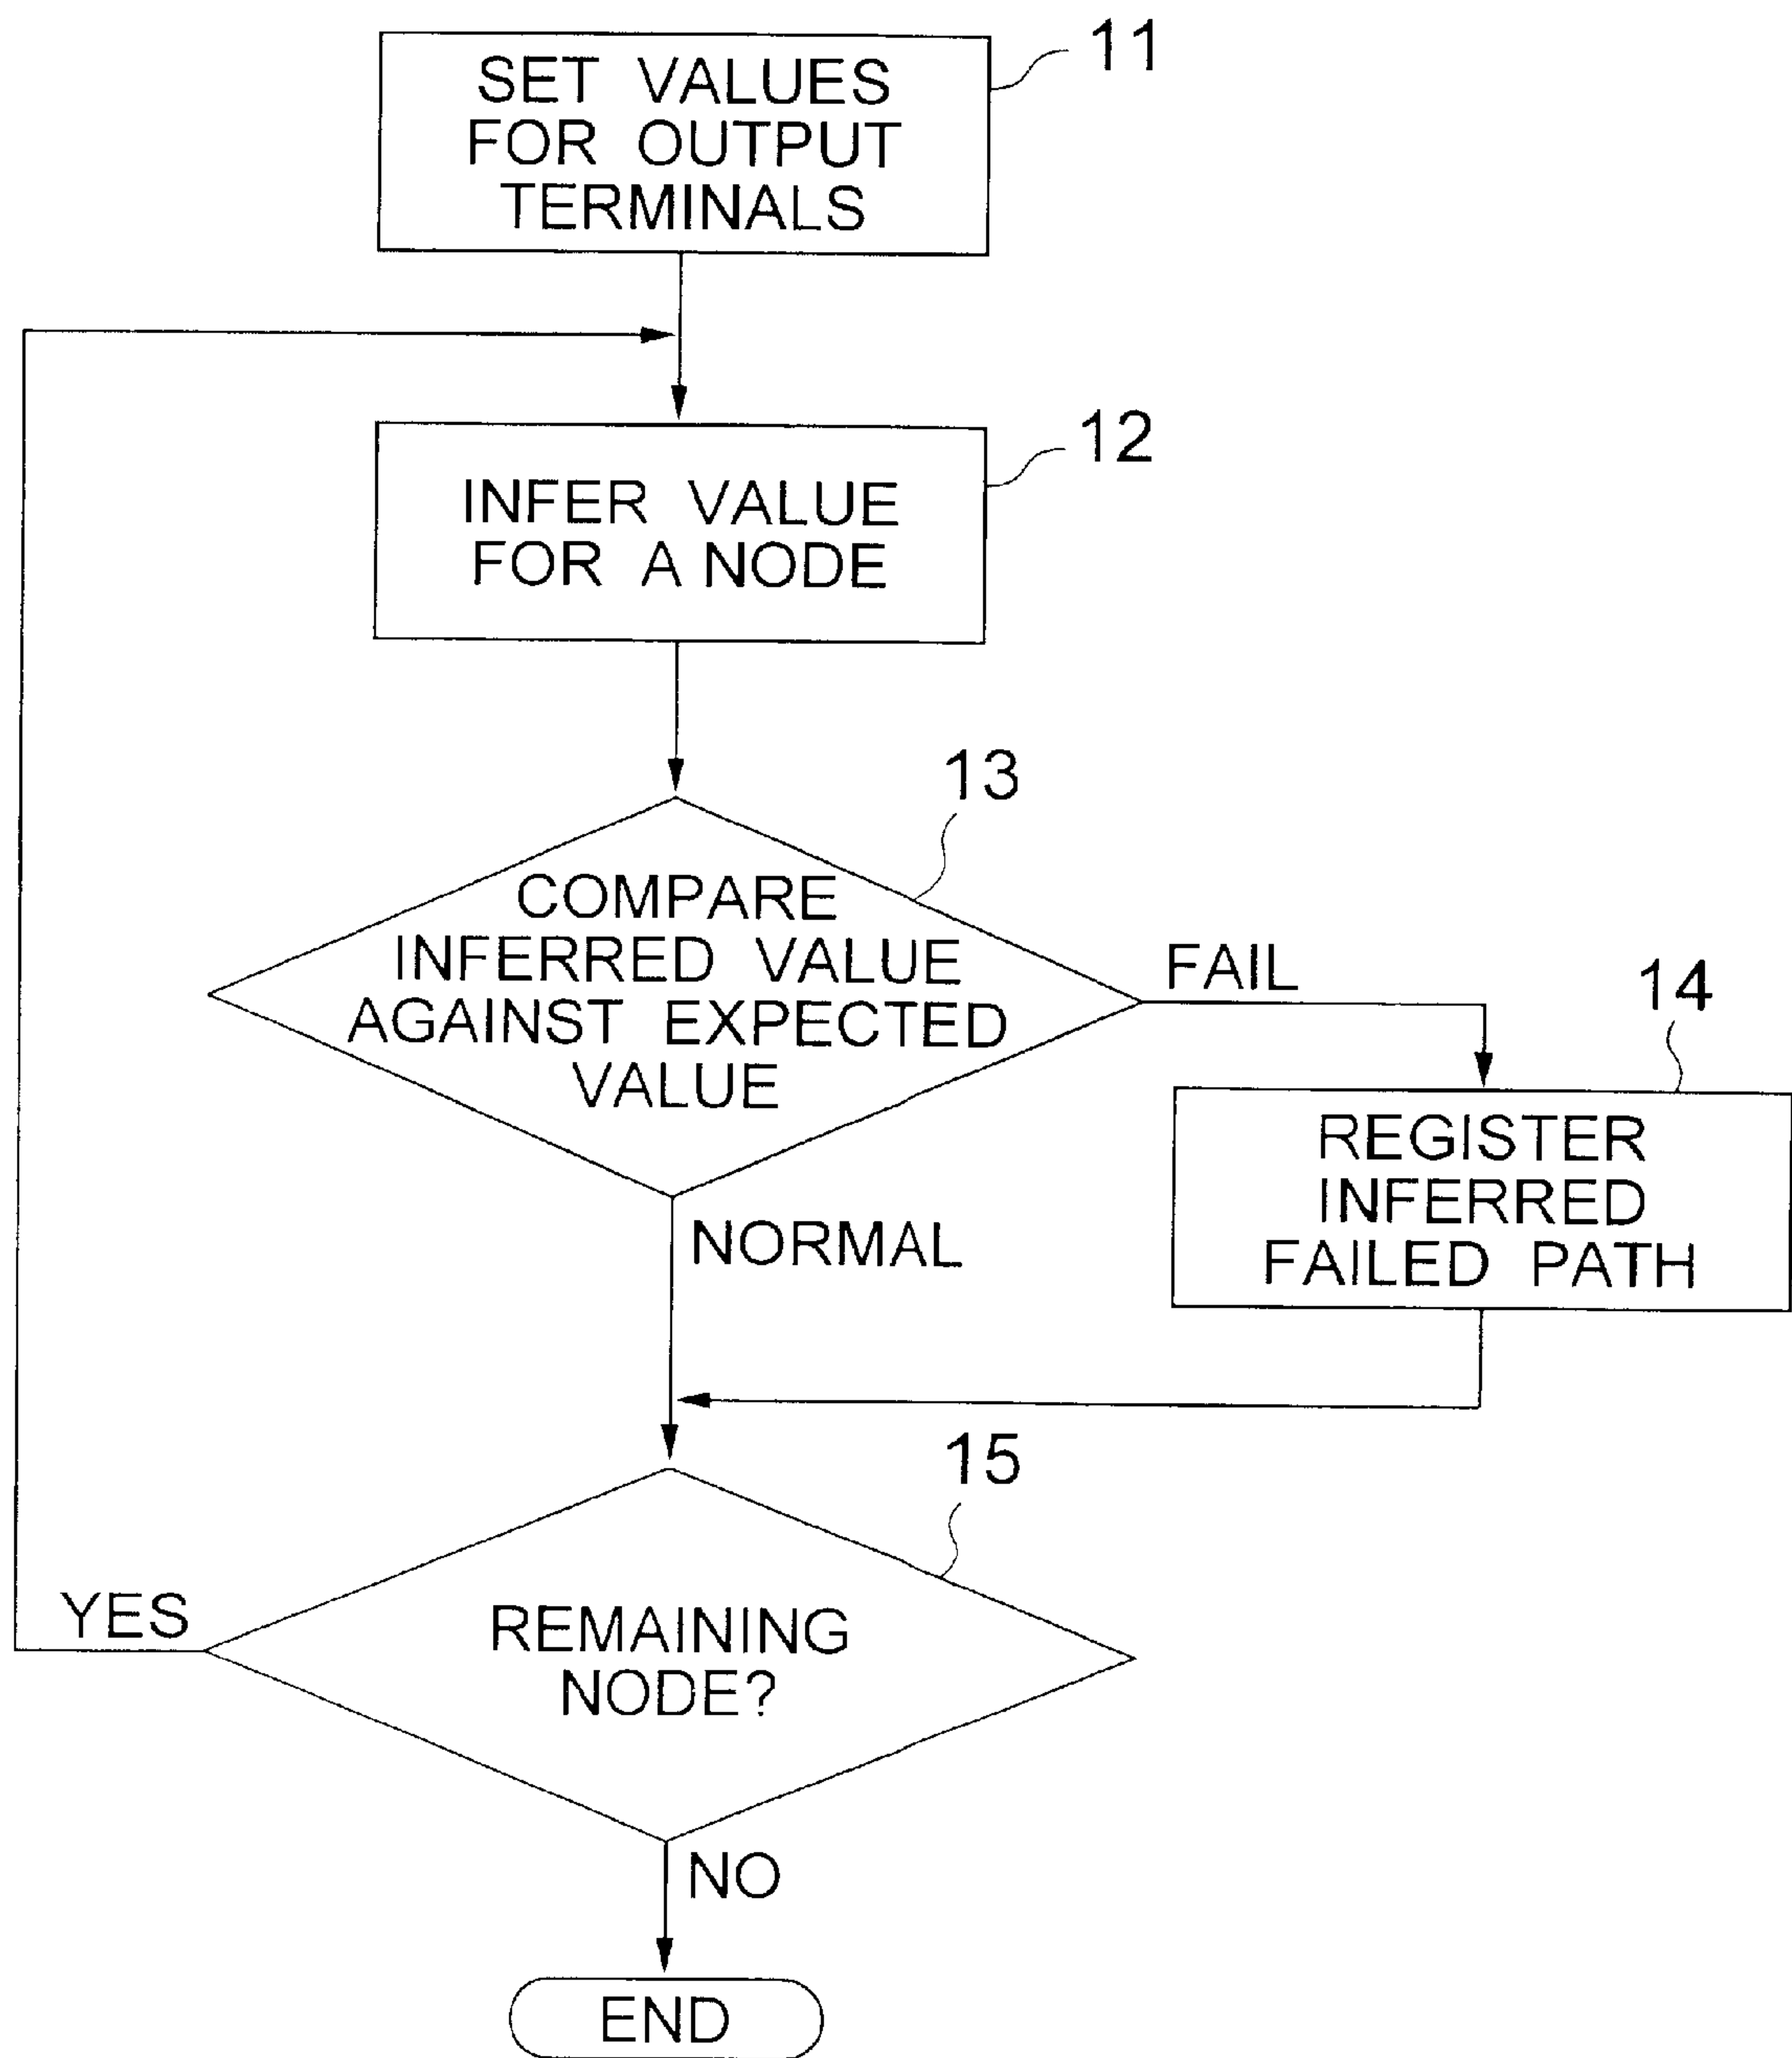 SET VALUES
FOR OUTPUT
TERMINALS
11
INFER VALUE
FOR A NODE
12
COMPARE
INFERRED VALUE
AGAINST EXPECTED
VALUE
13
FAIL
14
REGISTER
INFERRED
FAILED PATH
NORMAL
15
YES
REMAINING
NODE?
NO
END